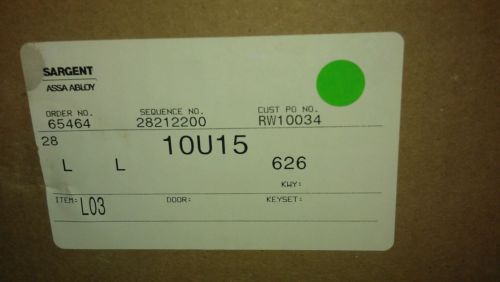 SARGENT
ASSA ABLOY
ORDER NO. SEQUENCE NO. CUST PO NO.
65464 28212200 RW10034
28 10U15
L L 626
KWY:
ITEM: L03 DOOR: KEYSET: